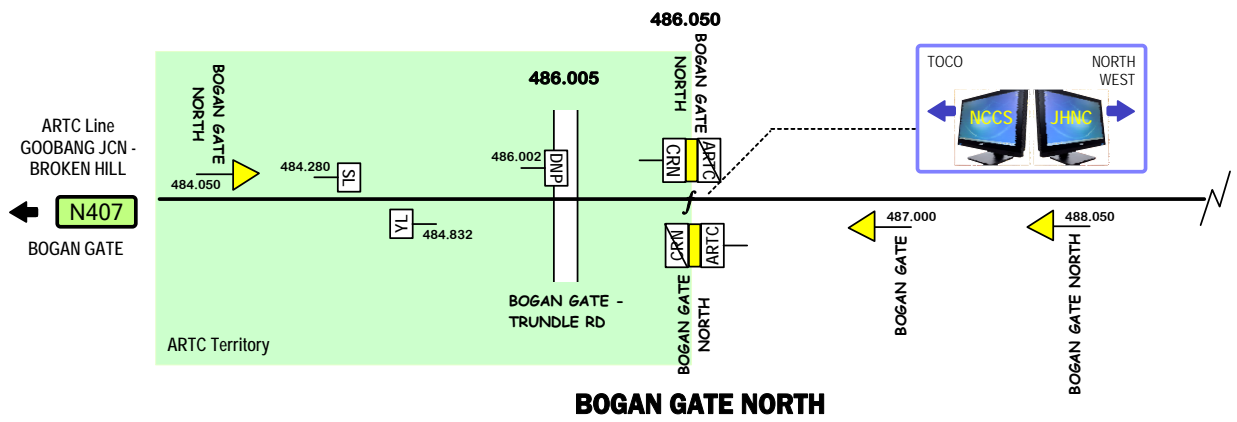 486.050
486.005
TOCO
NORTH
WEST
NCCS
JHNC
BOGAN GATE
NORTH
BOGAN GATE
NORTH
ARTC Line
GOOBANG JCN -
BROKEN HILL
N407
BOGAN GATE
484.050
484.280
SL
YL
484.832
486.002
DNP
CRN
ARTC
CRN
ARTC
487.000
488.050
BOGAN GATE -
TRUNDLE RD
BOGAN GATE
NORTH
BOGAN GATE
BOGAN GATE NORTH
ARTC Territory
BOGAN GATE NORTH